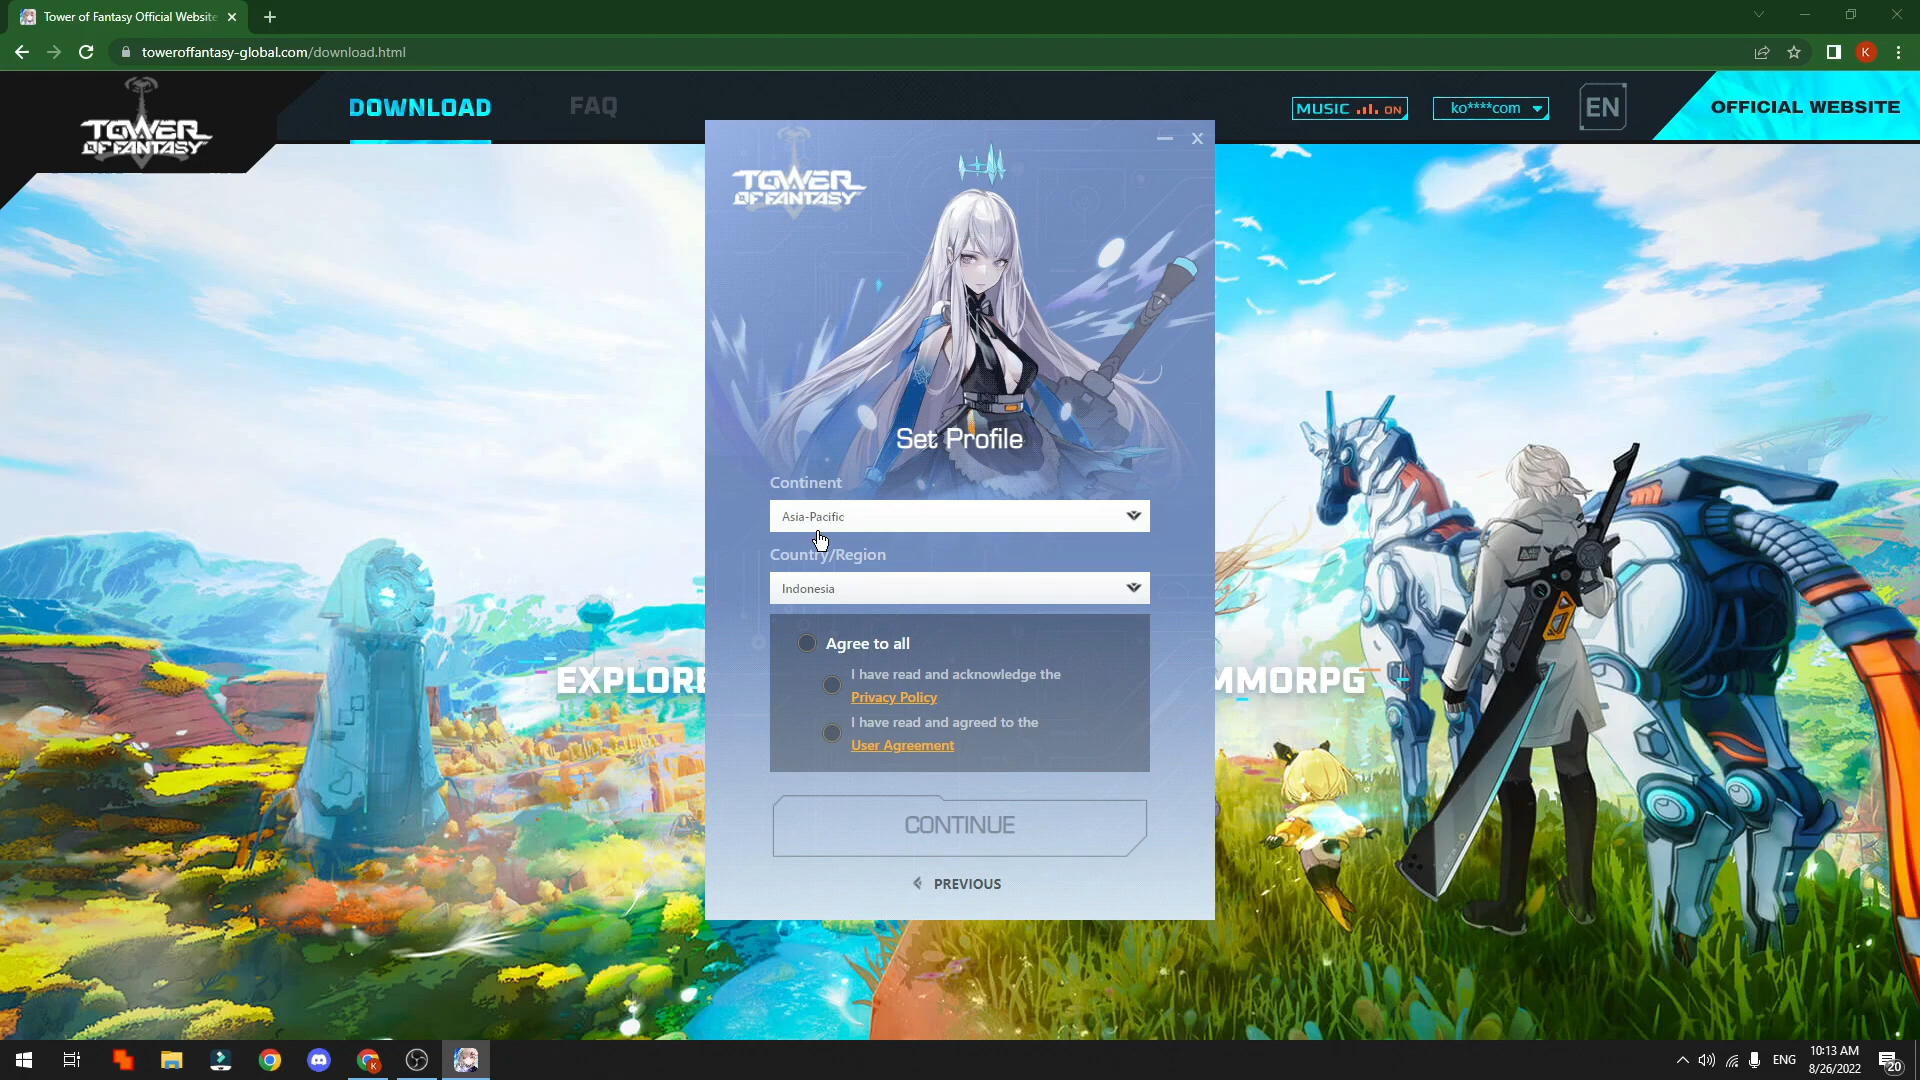 Tower of Fantasy Official Website
toweroffantasy-global.com/download.html
K
TOWER
OF FANTASY
DOWNLOAD
FAQ
MUSIC ON
ko****com
EN
OFFICIAL WEBSITE
TOWER
OF FANTASY
Set Profile
Continent
Asia-Pacific
Country/Region
Indonesia
EXPLORE
MMORPG
Agree to all
I have read and acknowledge the
Privacy Policy
I have read and agreed to the
User Agreement
CONTINUE
PREVIOUS
K
ENG
10:13 AM
8/26/2022
20